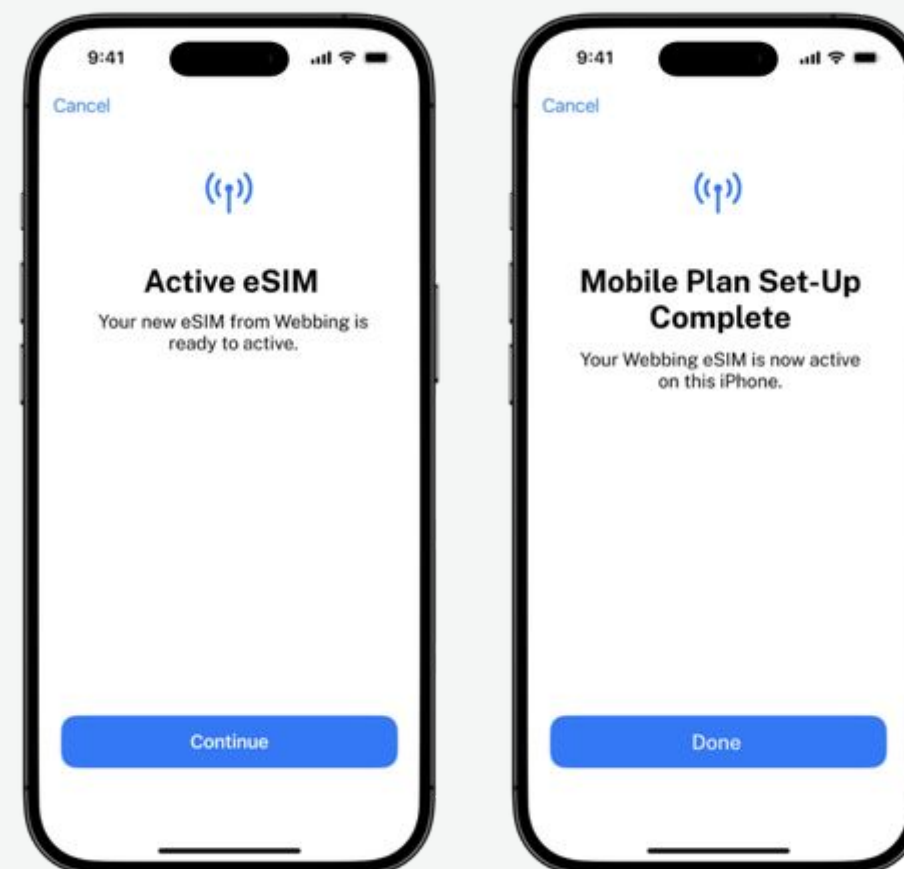 9:41
Cancel
Active eSIM
Your new eSIM from Webbing is
ready to active.
Continue
9:41
Cancel
Mobile Plan Set-Up
Complete
Your Webbing eSIM is now active
on this iPhone.
Done